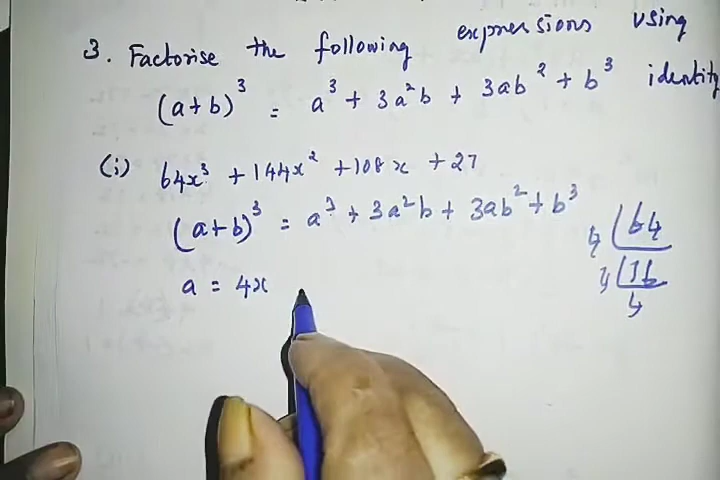 3. Factorise the following expressions using
(a+b)³ = a³ + 3a²b + 3ab² + b³ identity
(i) 64x³ + 144x² + 108x + 27
(a+b)³ = a³ + 3a²b + 3ab² + b³
4 | 64
4 | 16
4
a = 4x